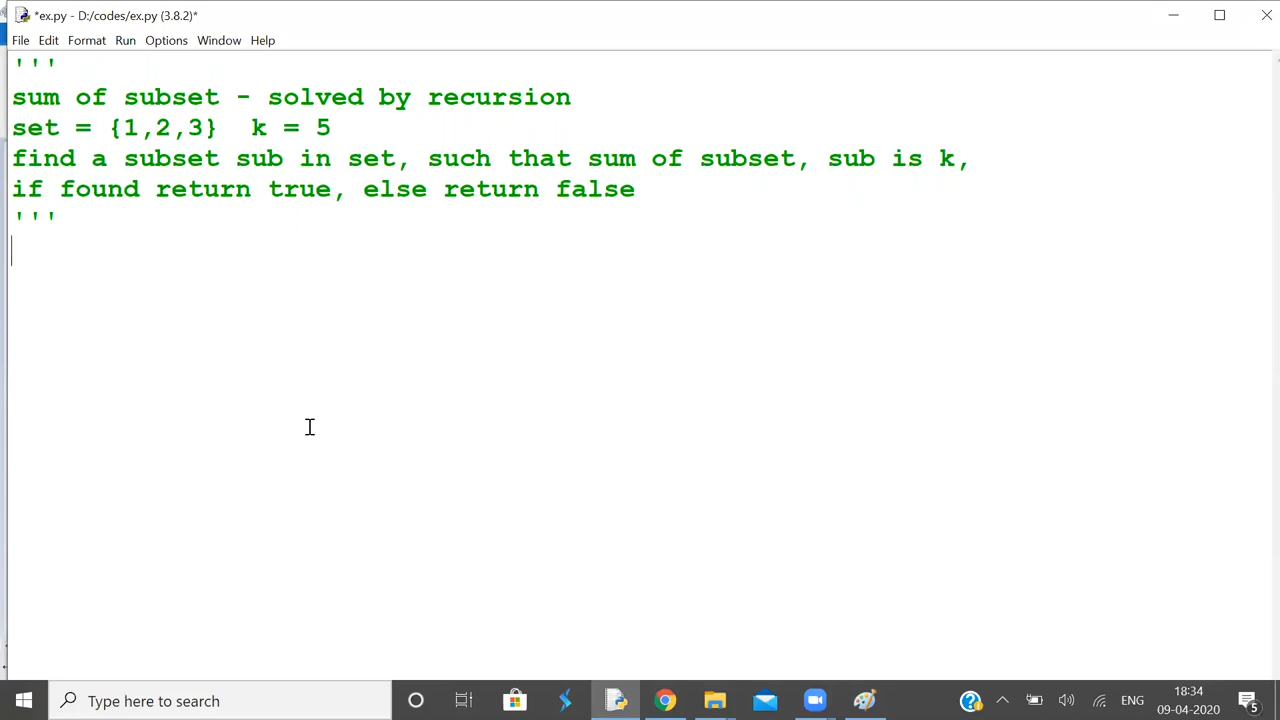 *ex.py - D:/codes/ex.py (3.8.2)*
File Edit Format Run Options Window Help
'''
sum of subset - solved by recursion
set = {1,2,3}  k = 5
find a subset sub in set, such that sum of subset, sub is k,
if found return true, else return false
'''
Type here to search
ENG
18:34
09-04-2020
5